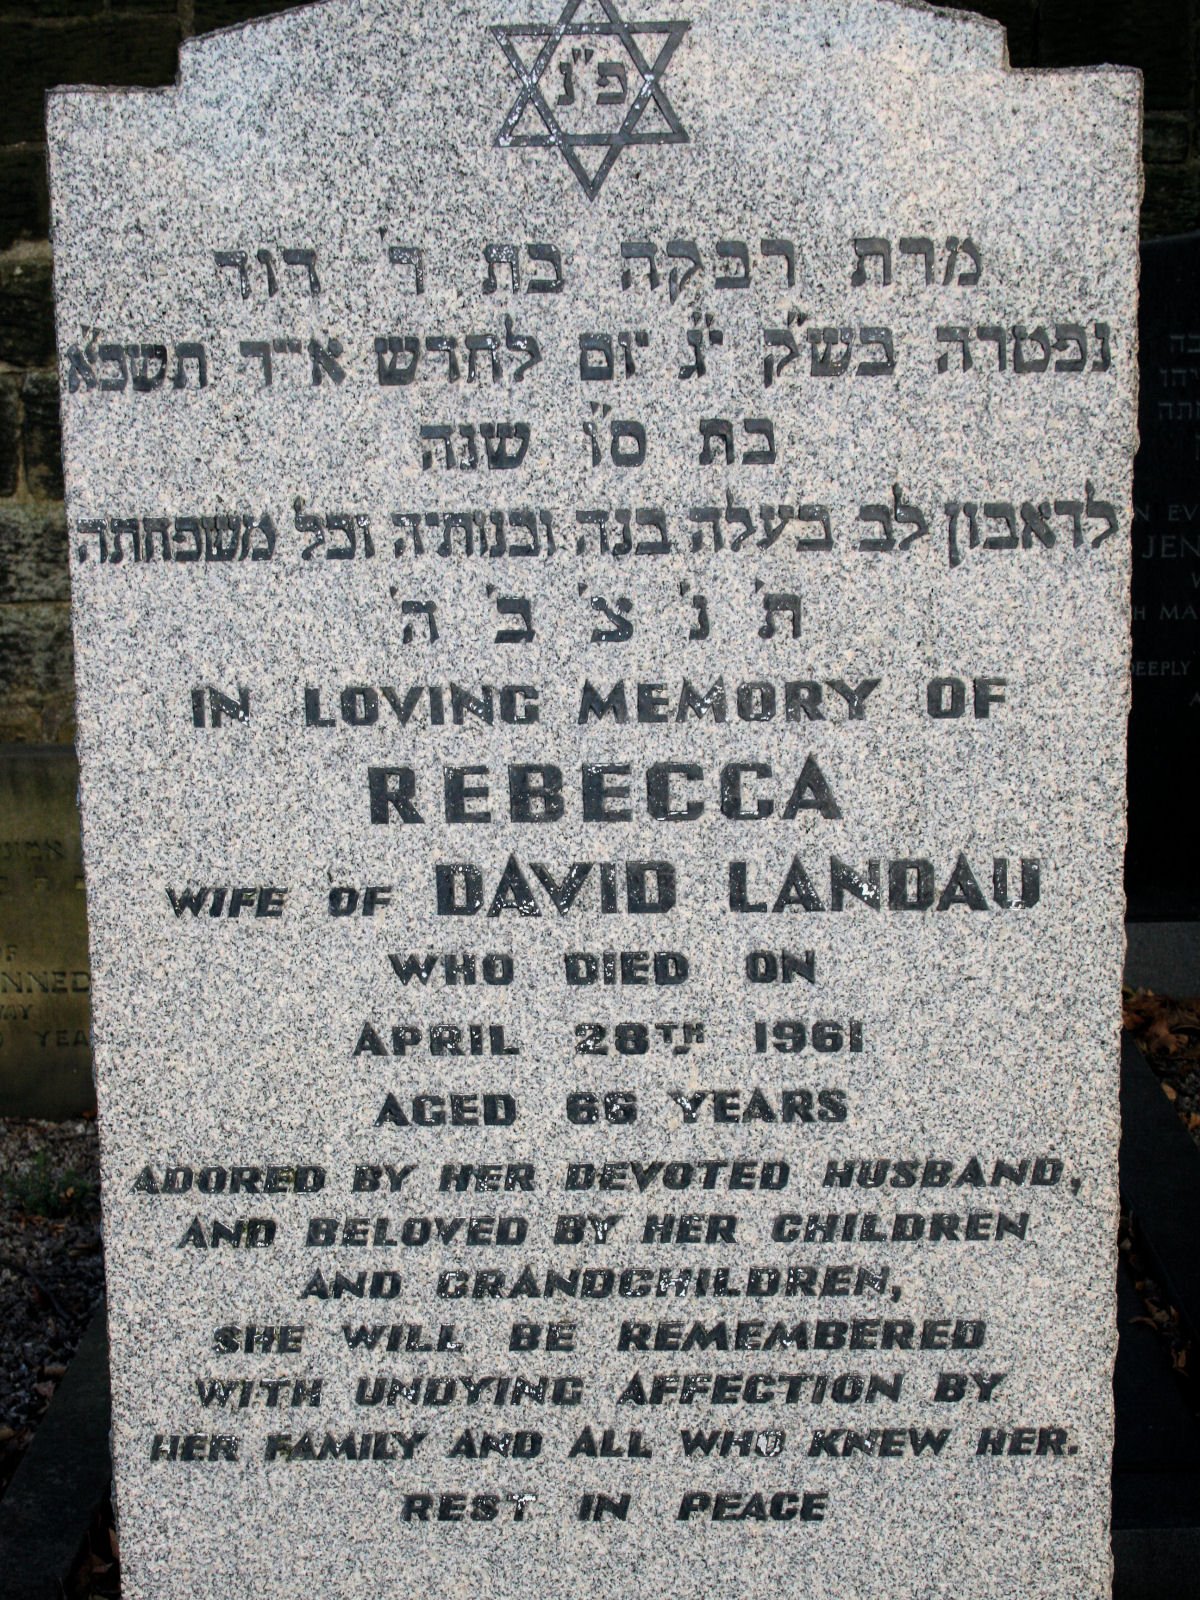 פ"נ
מרת רבקה בת ר דוד
נפטרה בש"ק י"ג יום לחדש אייר תשכ"א
בת ס"ו שנה
לדאבון לב בעלה בנה ובנותיה וכל משפחתה
ת' נ' צ' ב' ה'
IN LOVING MEMORY OF
REBECCA
WIFE OF DAVID LANDAU
WHO DIED ON
APRIL 28TH 1961
AGED 66 YEARS
ADORED BY HER DEVOTED HUSBAND,
AND BELOVED BY HER CHILDREN
AND GRANDCHILDREN,
SHE WILL BE REMEMBERED
WITH UNDYING AFFECTION BY
HER FAMILY AND ALL WHO KNEW HER.
REST IN PEACE